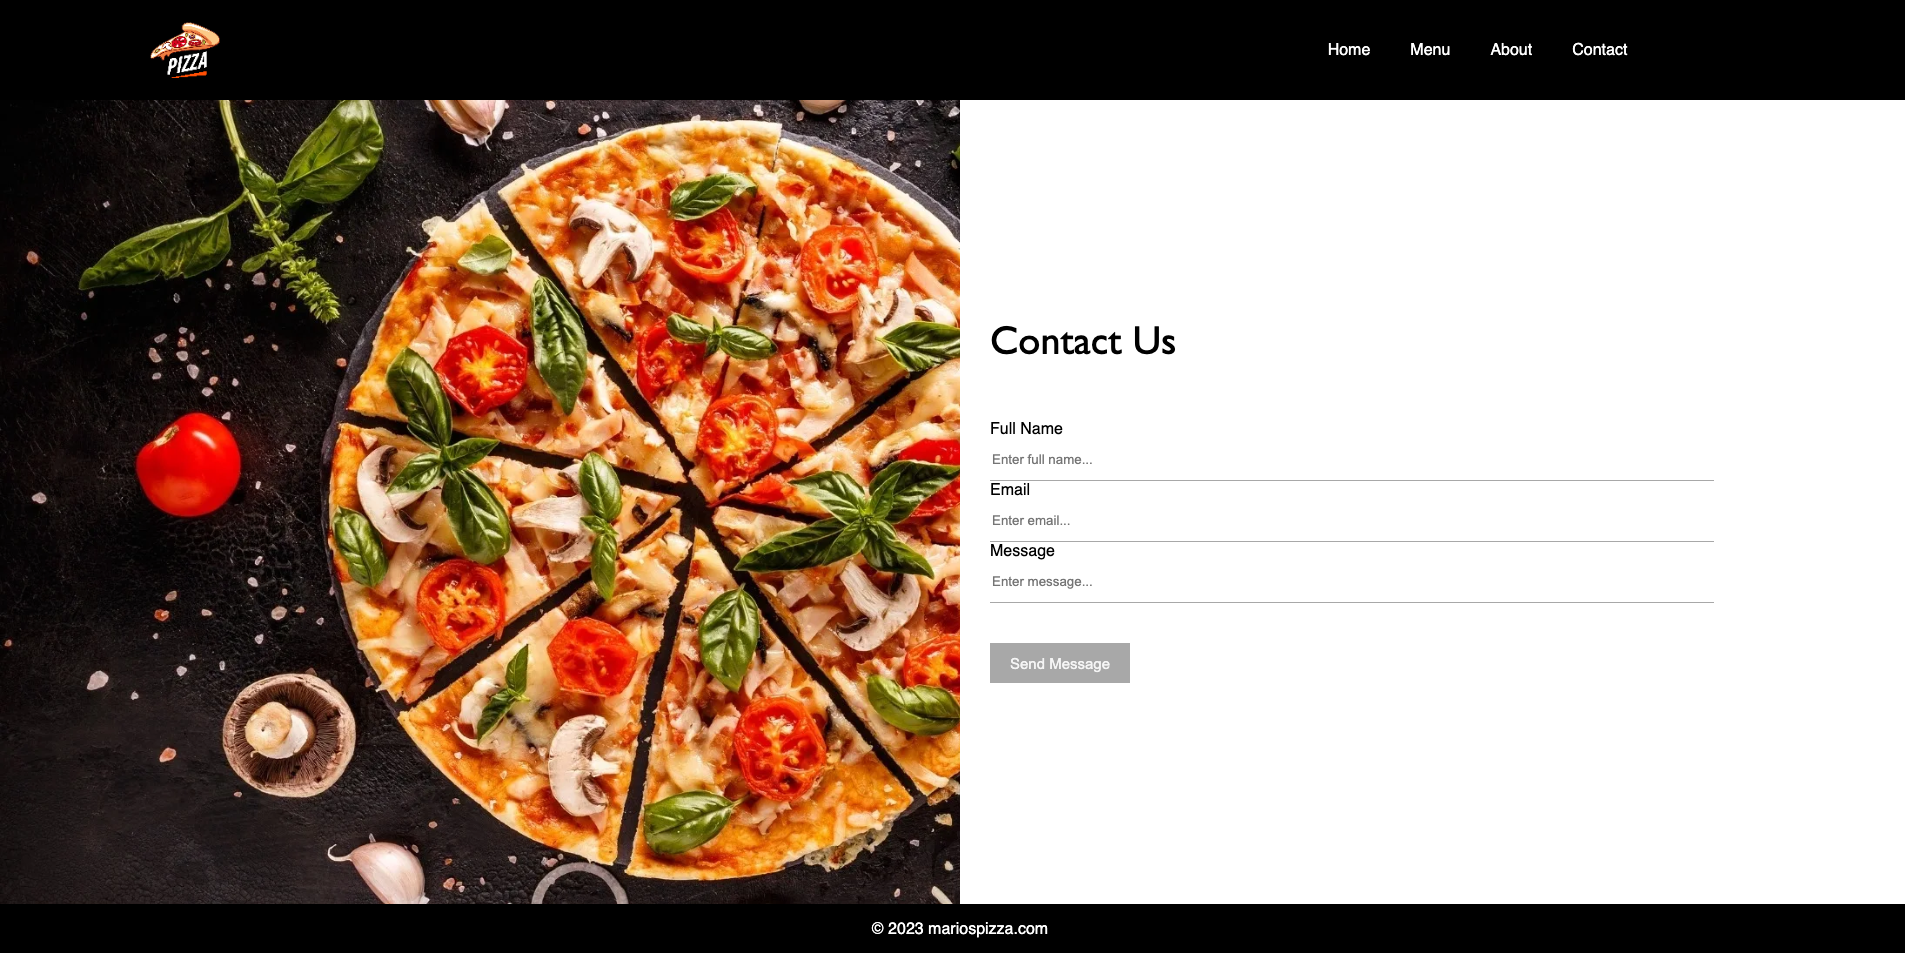 PIZZA
Home Menu About Contact
Contact Us
Full Name
Enter full name...
Email
Enter email...
Message
Enter message...
Send Message
© 2023 mariospizza.com